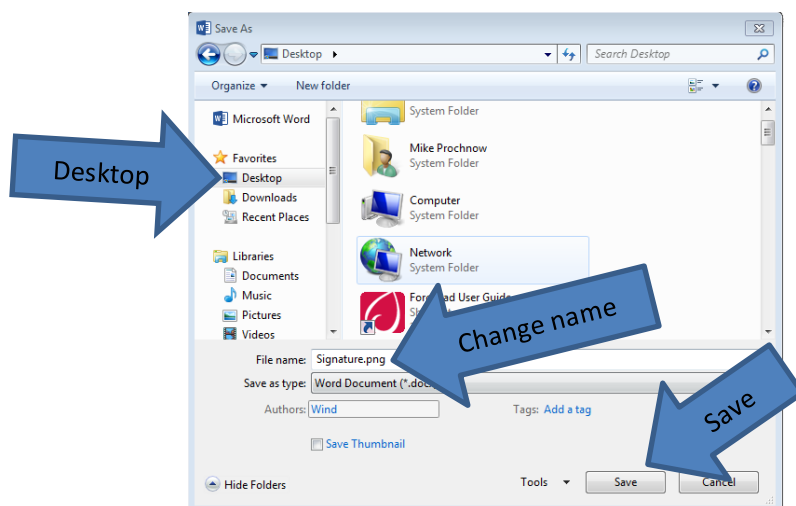 Save As
Desktop
Search Desktop
Organize
New folder
Microsoft Word
Favorites
Desktop
Downloads
Recent Places
Libraries
Documents
Music
Pictures
Videos
System Folder
Mike Prochnow
System Folder
Computer
System Folder
Network
System Folder
User Guide
Desktop
Change name
Save
File name: Signature.png
Save as type: Word Document (*.doc
Authors: Wind
Tags: Add a tag
Save Thumbnail
Hide Folders
Tools
Save
Cancel